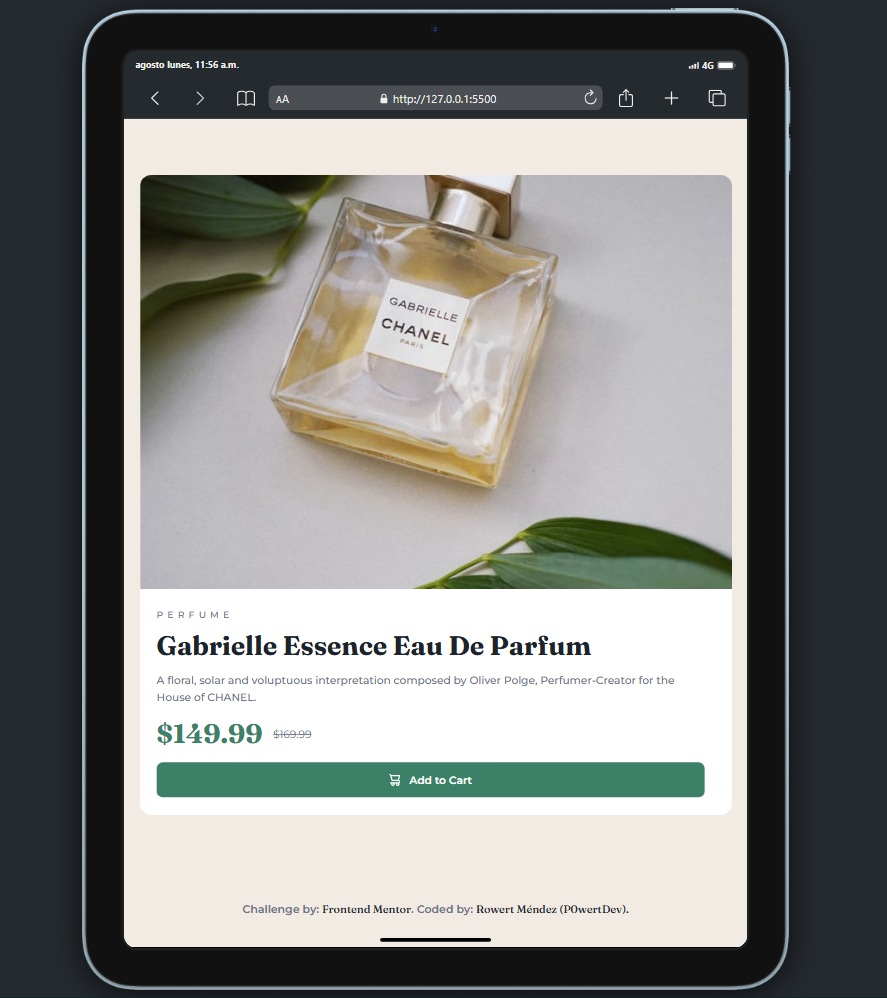 agosto lunes, 11:56 a.m.
4G
AA
http://127.0.0.1:5500
GABRIELLE
CHANEL
PARIS
PERFUME
Gabrielle Essence Eau De Parfum
A floral, solar and voluptuous interpretation composed by Oliver Polge, Perfumer-Creator for the
House of CHANEL.
$149.99 $169.99
Add to Cart
Challenge by: Frontend Mentor. Coded by: Rowert Méndez (P0wertDev).